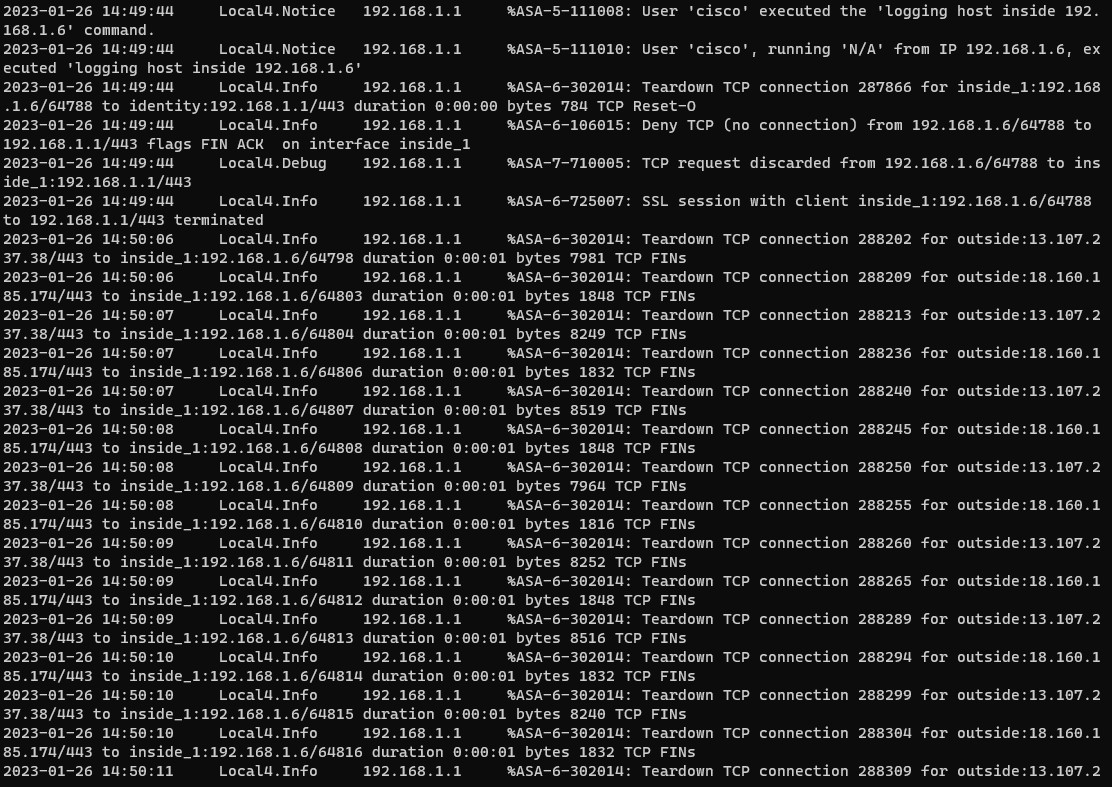 2023-01-26 14:49:44     Local4.Notice   192.168.1.1     %ASA-5-111008: User 'cisco' executed the 'logging host inside 192.
168.1.6' command.
2023-01-26 14:49:44     Local4.Notice   192.168.1.1     %ASA-5-111010: User 'cisco', running 'N/A' from IP 192.168.1.6, ex
ecuted 'logging host inside 192.168.1.6'
2023-01-26 14:49:44     Local4.Info     192.168.1.1     %ASA-6-302014: Teardown TCP connection 287866 for inside_1:192.168
.1.6/64788 to identity:192.168.1.1/443 duration 0:00:00 bytes 784 TCP Reset-O
2023-01-26 14:49:44     Local4.Info     192.168.1.1     %ASA-6-106015: Deny TCP (no connection) from 192.168.1.6/64788 to
192.168.1.1/443 flags FIN ACK  on interface inside_1
2023-01-26 14:49:44     Local4.Debug    192.168.1.1     %ASA-7-710005: TCP request discarded from 192.168.1.6/64788 to ins
ide_1:192.168.1.1/443
2023-01-26 14:49:44     Local4.Info     192.168.1.1     %ASA-6-725007: SSL session with client inside_1:192.168.1.6/64788
to 192.168.1.1/443 terminated
2023-01-26 14:50:06     Local4.Info     192.168.1.1     %ASA-6-302014: Teardown TCP connection 288202 for outside:13.107.2
37.38/443 to inside_1:192.168.1.6/64798 duration 0:00:01 bytes 7981 TCP FINs
2023-01-26 14:50:06     Local4.Info     192.168.1.1     %ASA-6-302014: Teardown TCP connection 288209 for outside:18.160.1
85.174/443 to inside_1:192.168.1.6/64803 duration 0:00:01 bytes 1848 TCP FINs
2023-01-26 14:50:07     Local4.Info     192.168.1.1     %ASA-6-302014: Teardown TCP connection 288213 for outside:13.107.2
37.38/443 to inside_1:192.168.1.6/64804 duration 0:00:01 bytes 8249 TCP FINs
2023-01-26 14:50:07     Local4.Info     192.168.1.1     %ASA-6-302014: Teardown TCP connection 288236 for outside:18.160.1
85.174/443 to inside_1:192.168.1.6/64806 duration 0:00:01 bytes 1832 TCP FINs
2023-01-26 14:50:07     Local4.Info     192.168.1.1     %ASA-6-302014: Teardown TCP connection 288240 for outside:13.107.2
37.38/443 to inside_1:192.168.1.6/64807 duration 0:00:01 bytes 8519 TCP FINs
2023-01-26 14:50:08     Local4.Info     192.168.1.1     %ASA-6-302014: Teardown TCP connection 288245 for outside:18.160.1
85.174/443 to inside_1:192.168.1.6/64808 duration 0:00:01 bytes 1848 TCP FINs
2023-01-26 14:50:08     Local4.Info     192.168.1.1     %ASA-6-302014: Teardown TCP connection 288250 for outside:13.107.2
37.38/443 to inside_1:192.168.1.6/64809 duration 0:00:01 bytes 7964 TCP FINs
2023-01-26 14:50:08     Local4.Info     192.168.1.1     %ASA-6-302014: Teardown TCP connection 288255 for outside:18.160.1
85.174/443 to inside_1:192.168.1.6/64810 duration 0:00:01 bytes 1816 TCP FINs
2023-01-26 14:50:09     Local4.Info     192.168.1.1     %ASA-6-302014: Teardown TCP connection 288260 for outside:13.107.2
37.38/443 to inside_1:192.168.1.6/64811 duration 0:00:01 bytes 8252 TCP FINs
2023-01-26 14:50:09     Local4.Info     192.168.1.1     %ASA-6-302014: Teardown TCP connection 288265 for outside:18.160.1
85.174/443 to inside_1:192.168.1.6/64812 duration 0:00:01 bytes 1848 TCP FINs
2023-01-26 14:50:09     Local4.Info     192.168.1.1     %ASA-6-302014: Teardown TCP connection 288289 for outside:13.107.2
37.38/443 to inside_1:192.168.1.6/64813 duration 0:00:01 bytes 8516 TCP FINs
2023-01-26 14:50:10     Local4.Info     192.168.1.1     %ASA-6-302014: Teardown TCP connection 288294 for outside:18.160.1
85.174/443 to inside_1:192.168.1.6/64814 duration 0:00:01 bytes 1832 TCP FINs
2023-01-26 14:50:10     Local4.Info     192.168.1.1     %ASA-6-302014: Teardown TCP connection 288299 for outside:13.107.2
37.38/443 to inside_1:192.168.1.6/64815 duration 0:00:01 bytes 8240 TCP FINs
2023-01-26 14:50:10     Local4.Info     192.168.1.1     %ASA-6-302014: Teardown TCP connection 288304 for outside:18.160.1
85.174/443 to inside_1:192.168.1.6/64816 duration 0:00:01 bytes 1832 TCP FINs
2023-01-26 14:50:11     Local4.Info     192.168.1.1     %ASA-6-302014: Teardown TCP connection 288309 for outside:13.107.2